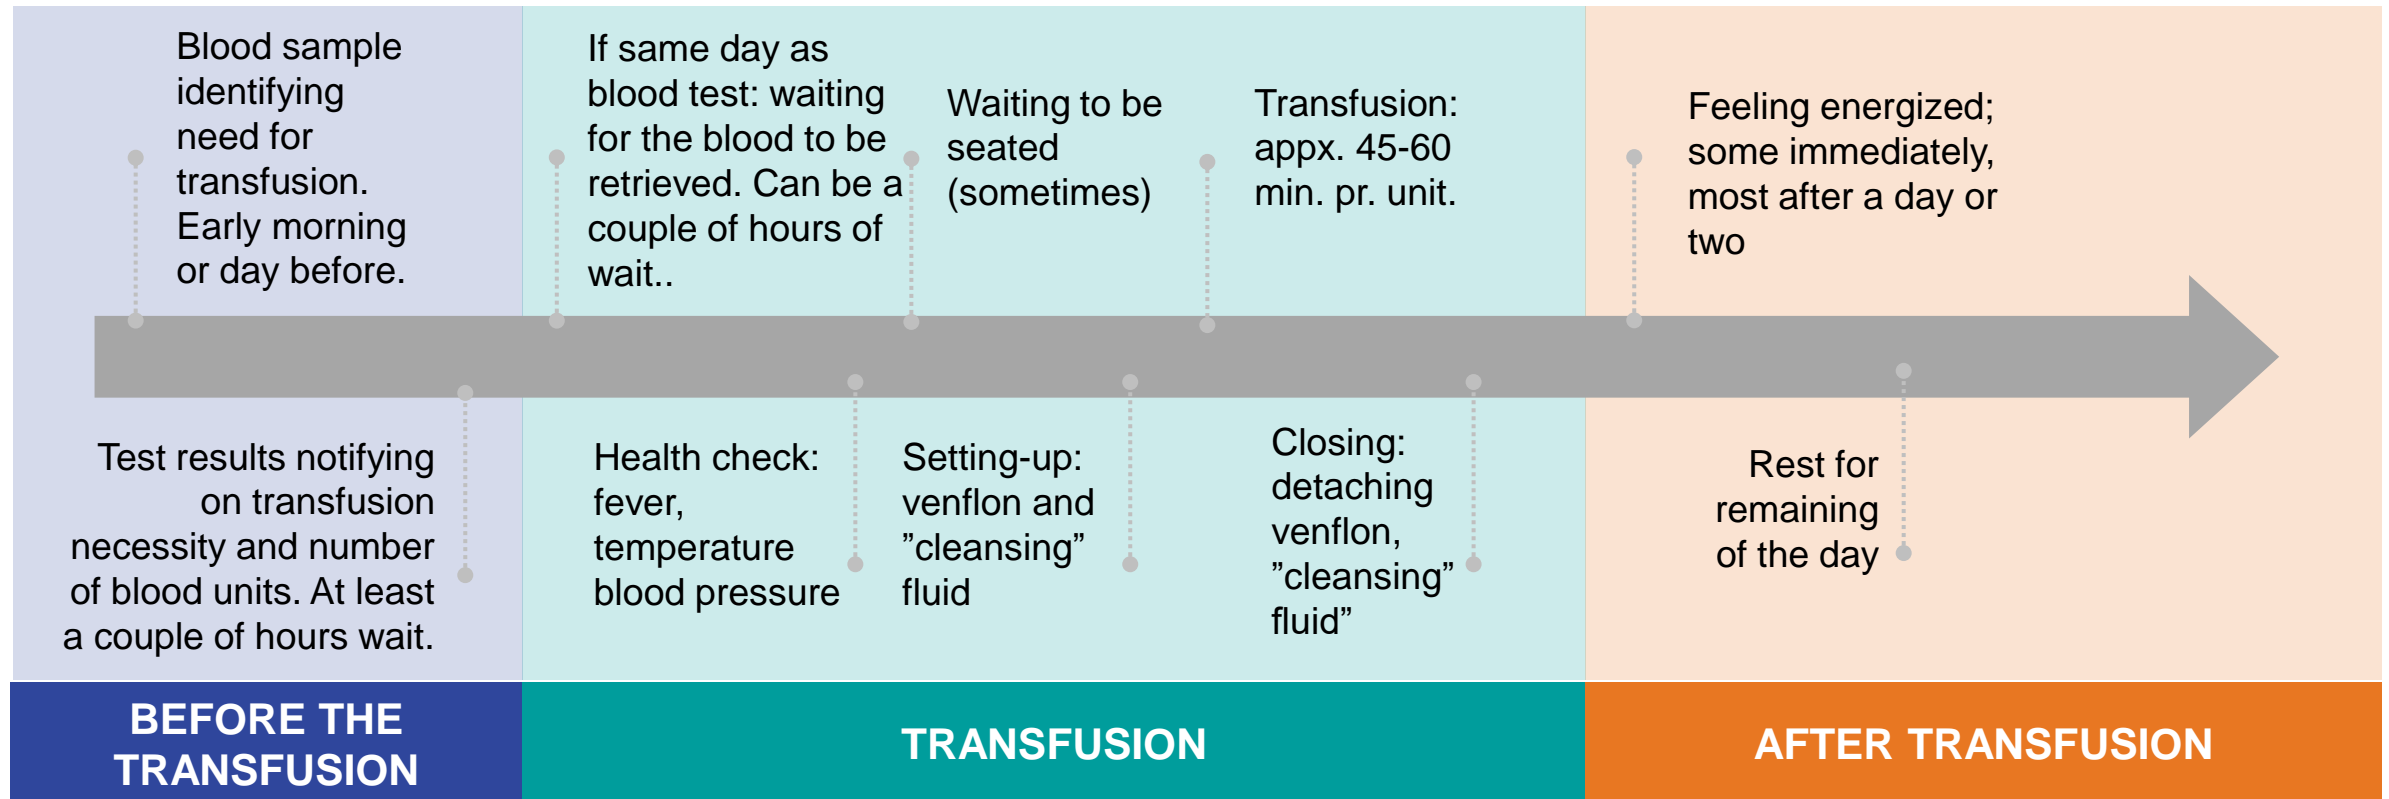 Blood sample
identifying
need for
transfusion.
Early morning
or day before.
Test results notifying
on transfusion
necessity and number
of blood units. At least
a couple of hours wait.
BEFORE THE
TRANSFUSION
If same day as
blood test: waiting
for the blood to be
retrieved. Can be a
couple of hours of
wait..
Health check:
fever,
temperature
blood pressure
Waiting to be
seated
(sometimes)
Setting-up:
venflon and
”cleansing”
fluid
Transfusion:
appx. 45-60
min. pr. unit.
Closing:
detaching
venflon,
”cleansing”
fluid”
TRANSFUSION
Feeling energized;
some immediately,
most after a day or
two
Rest for
remaining
of the day
AFTER TRANSFUSION